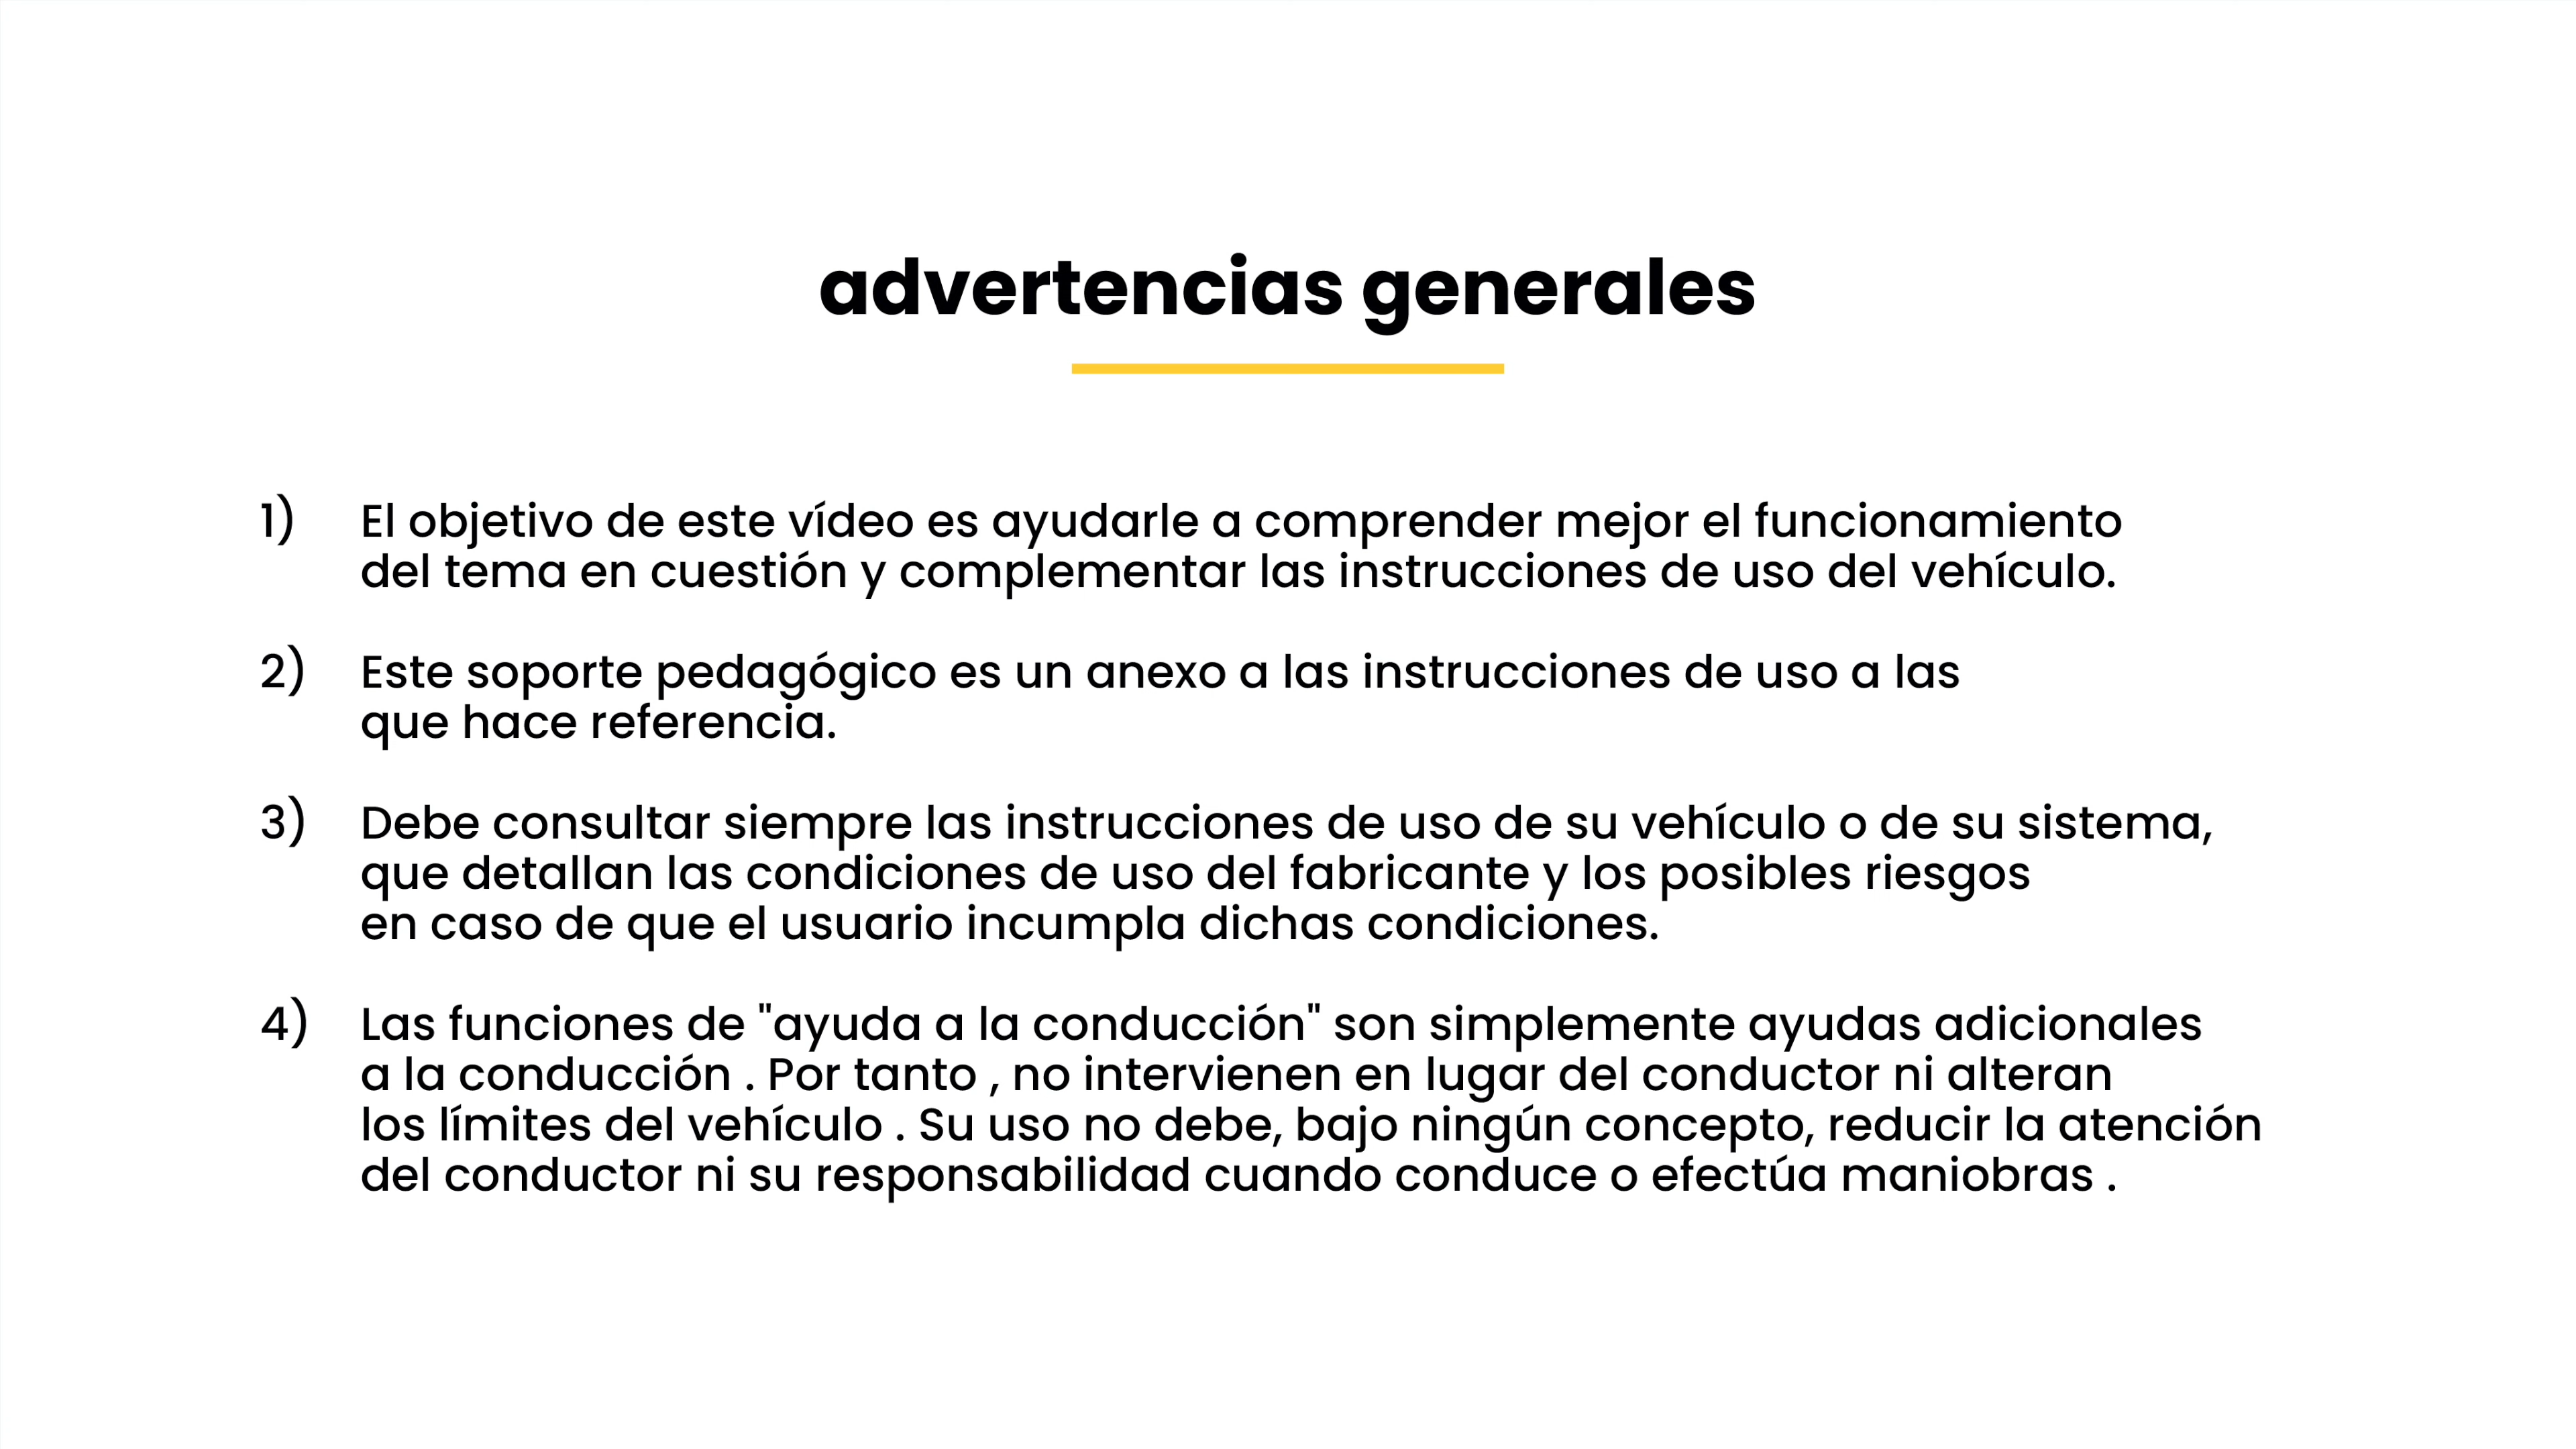 advertencias generales
1) El objetivo de este vídeo es ayudarle a comprender mejor el funcionamiento
del tema en cuestión y complementar las instrucciones de uso del vehículo.
2) Este soporte pedagógico es un anexo a las instrucciones de uso a las
que hace referencia.
3) Debe consultar siempre las instrucciones de uso de su vehículo o de su sistema,
que detallan las condiciones de uso del fabricante y los posibles riesgos
en caso de que el usuario incumpla dichas condiciones.
4) Las funciones de "ayuda a la conducción" son simplemente ayudas adicionales
a la conducción . Por tanto , no intervienen en lugar del conductor ni alteran
los límites del vehículo . Su uso no debe, bajo ningún concepto, reducir la atención
del conductor ni su responsabilidad cuando conduce o efectúa maniobras .